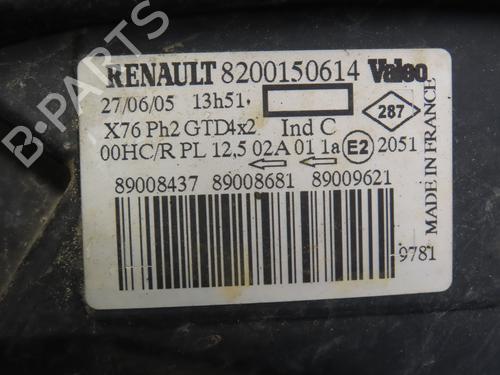 RENAULT 8200150614 Valeo
27/06/05 13h51
287
X76 Ph2 GTD4x2 Ind C
00HC/R PL 12,5 02A 01 1a E2 2051
89008437 89008681 89009621
MADE IN FRANCE
9781